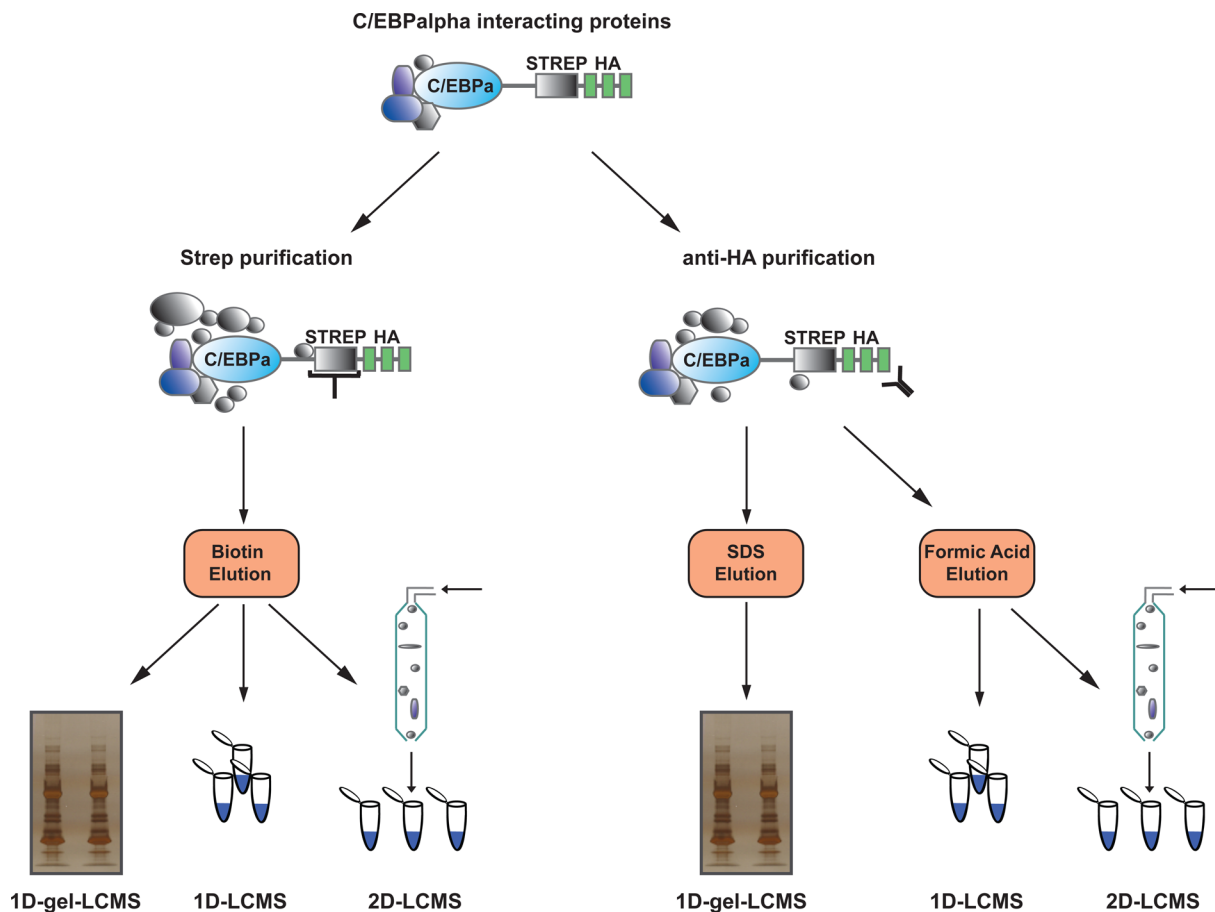 C/EBPalpha interacting proteins
STREP HA
C/EBPa
Strep purification
anti-HA purification
STREP HA
C/EBPa
STREP HA
C/EBPa
Biotin
Elution
SDS
Elution
Formic Acid
Elution
1D-gel-LCMS
1D-LCMS
2D-LCMS
1D-gel-LCMS
1D-LCMS
2D-LCMS